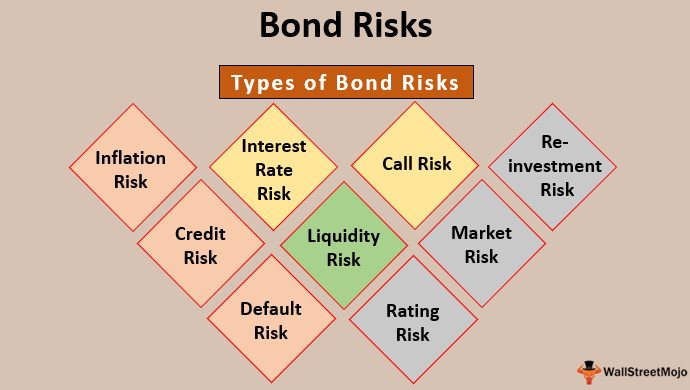 Bond Risks
Types of Bond Risks
Inflation
Risk
Interest
Rate
Risk
Call Risk
Re-
investment
Risk
Credit
Risk
Liquidity
Risk
Market
Risk
Default
Risk
Rating
Risk
WallStreetMojo